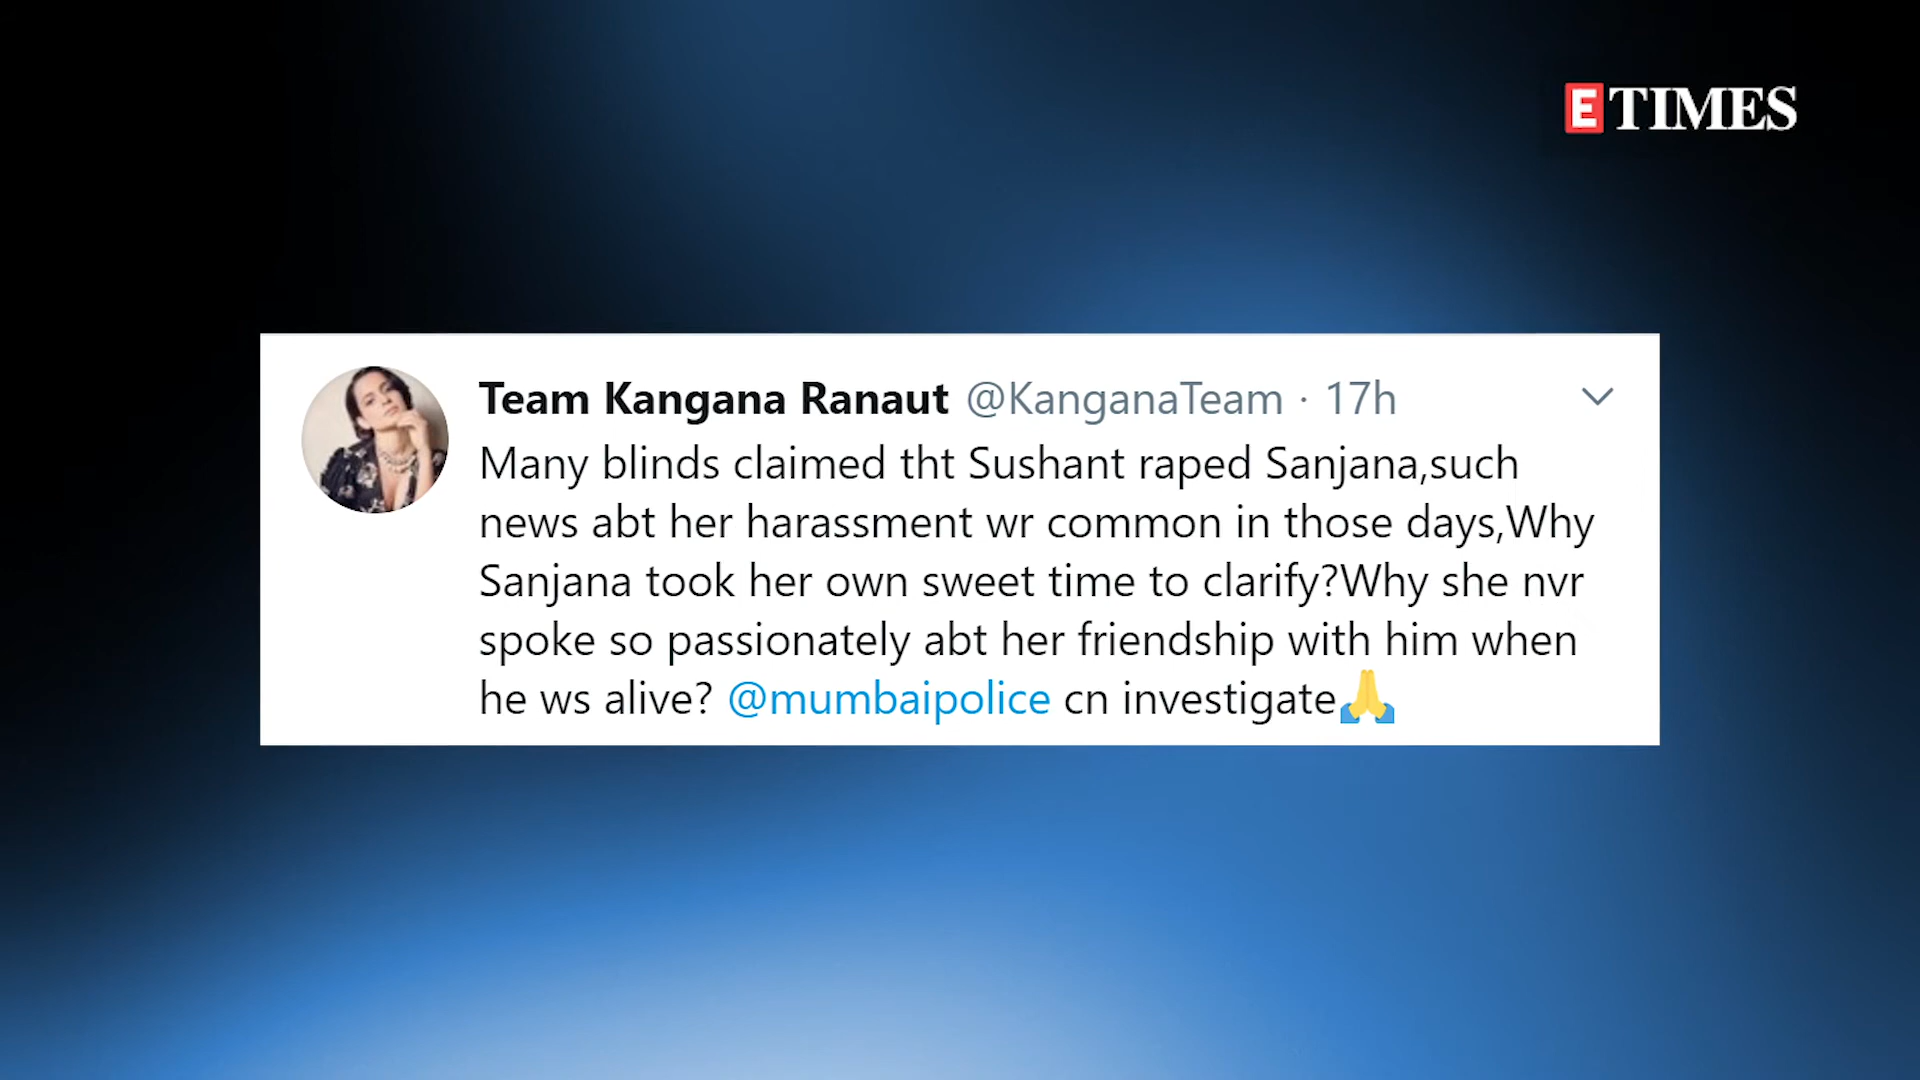 E TIMES
Team Kangana Ranaut @KanganaTeam · 17h
Many blinds claimed tht Sushant raped Sanjana,such
news abt her harassment wr common in those days,Why
Sanjana took her own sweet time to clarify?Why she nvr
spoke so passionately abt her friendship with him when
he ws alive? @mumbaipolice cn investigate🙏